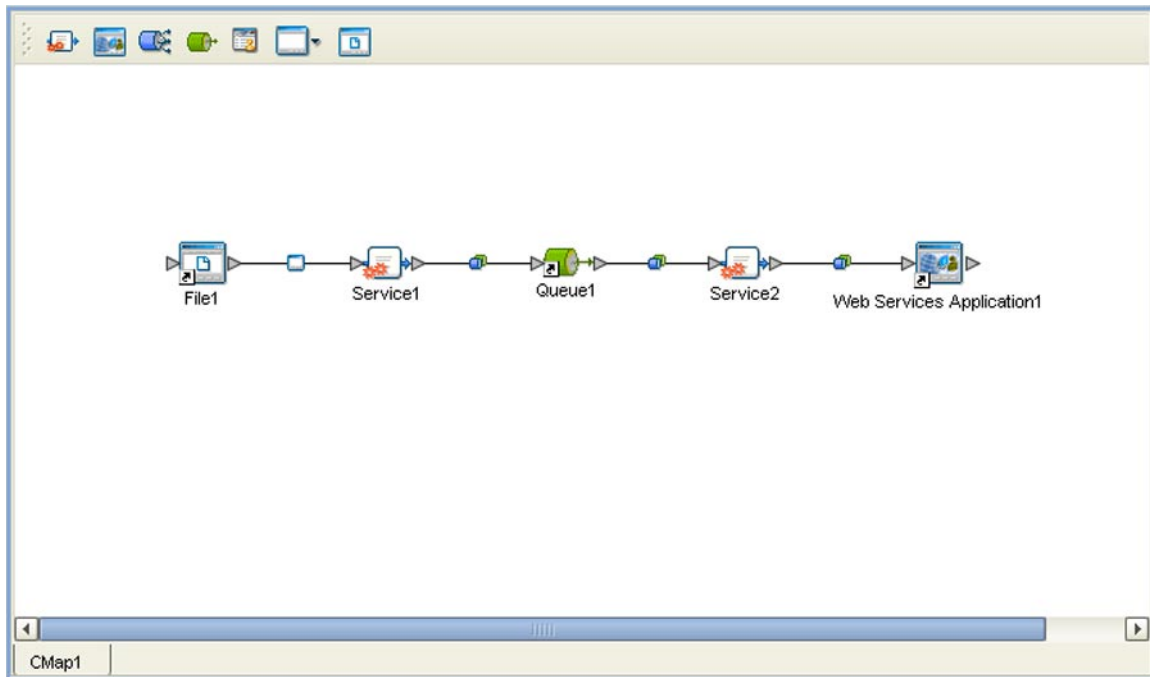 File1
Service1
Queue1
Service2
Web Services Application1
CMap1